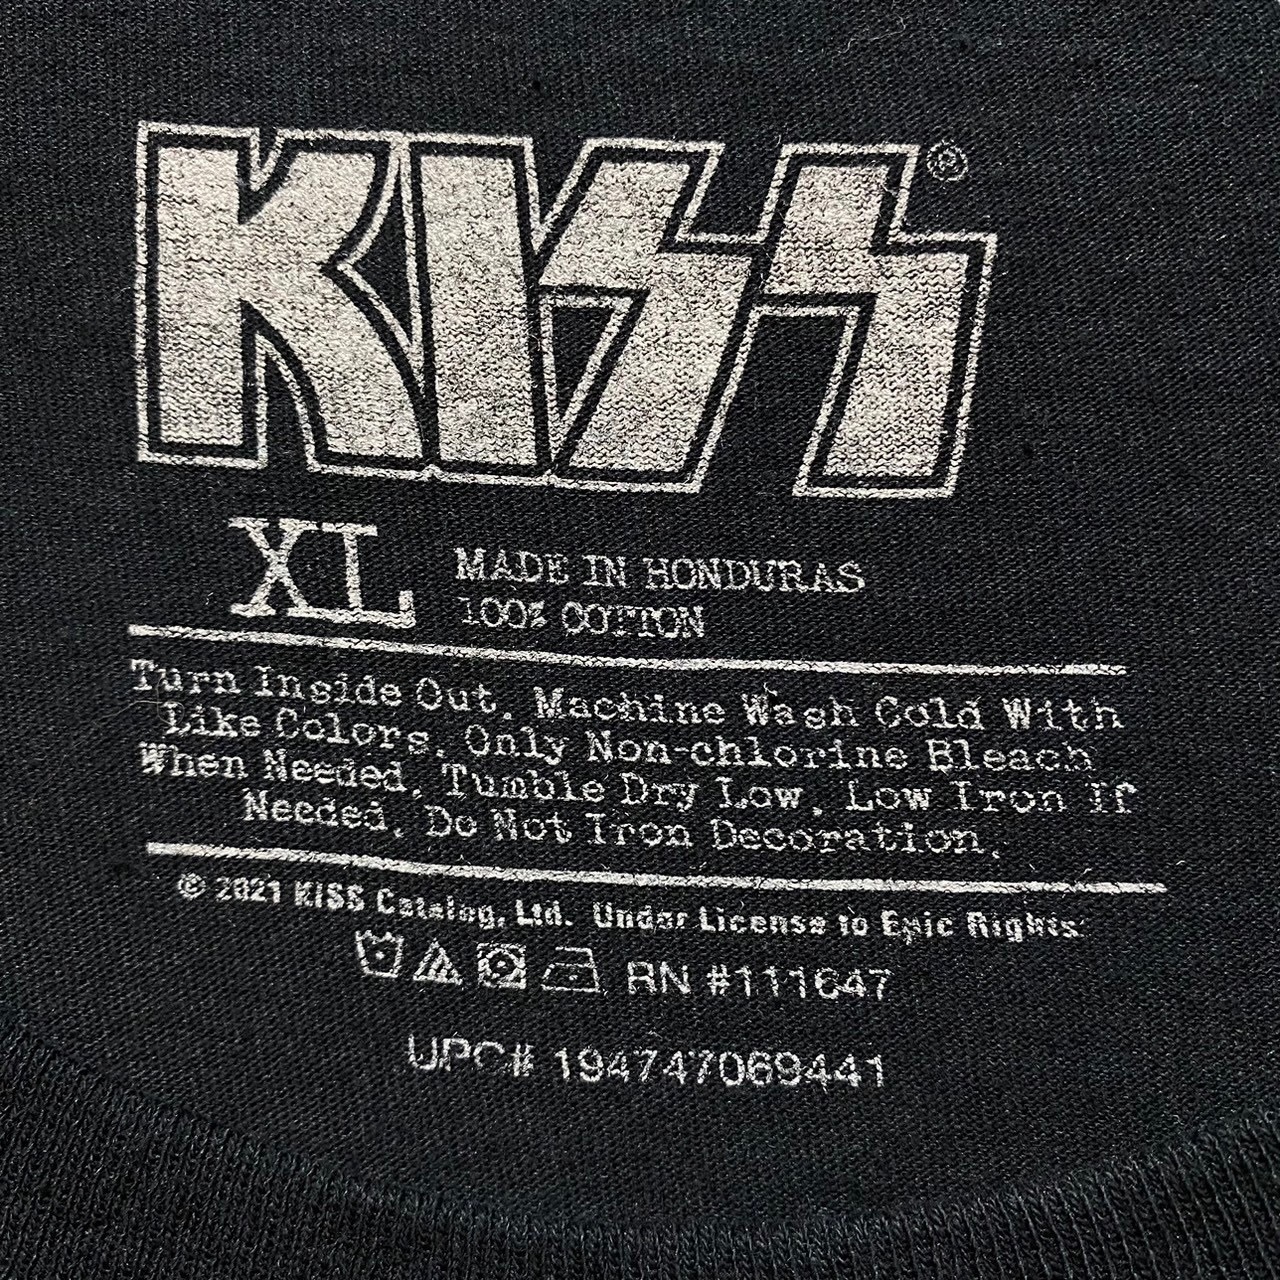 KISS®
XL
MADE IN HONDURAS
100% COTTON
Turn Inside Out. Machine Wash Cold With
Like Colors. Only Non-chlorine Bleach
When Needed. Tumble Dry Low. Low Iron If
Needed. Do Not Iron Decoration.
© 2021 KISS Catalog, Ltd. Under License to Epic Rights.
RN #111647
UPC# 194747069441